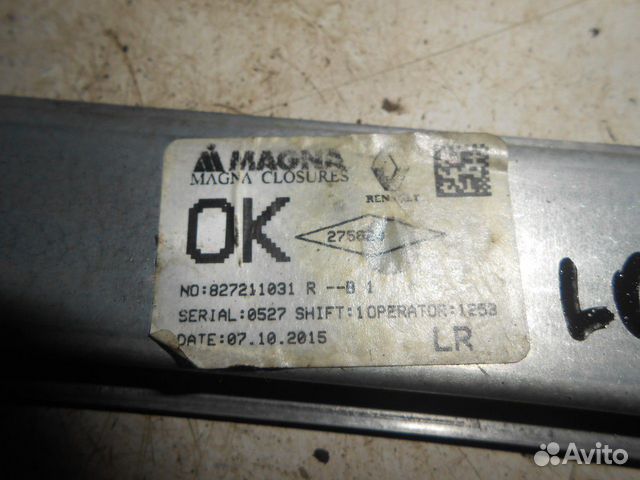 MAGNA
MAGNA CLOSURES
RENAULT
OK
NO:827211031 R --B 1
SERIAL:0527 SHIFT:1OPERATOR:1253
DATE:07.10.2015
LR
Avito